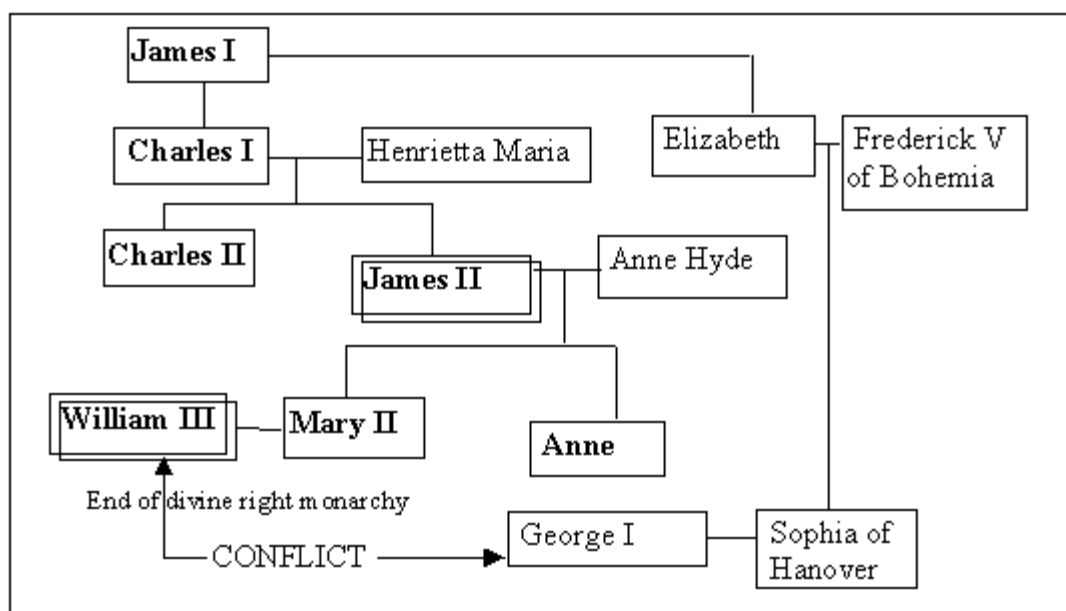 James I
Charles I
Henrietta Maria
Elizabeth
Frederick V
of Bohemia
Charles II
James II
Anne Hyde
William III
Mary II
Anne
End of divine right monarchy
CONFLICT
George I
Sophia of
Hanover